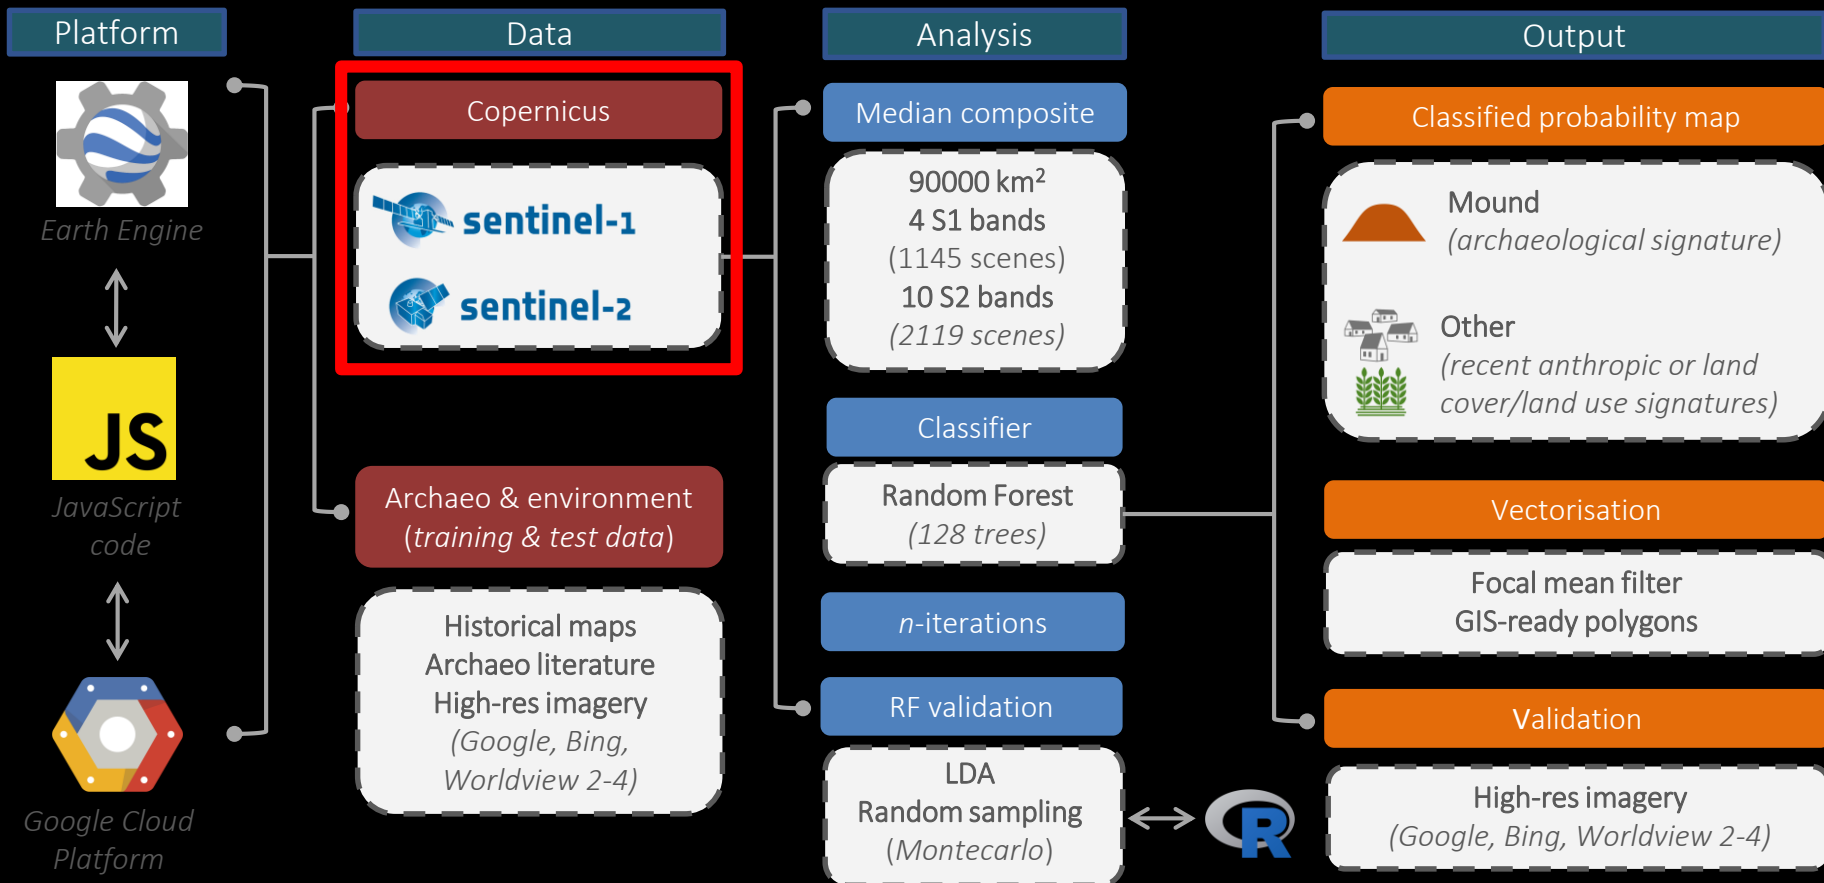 Platform
Earth Engine
JS
JavaScript
code
Google Cloud
Platform
Data
Copernicus
sentinel-1
sentinel-2
Archaeo & environment
(training & test data)
Historical maps
Archaeo literature
High-res imagery
(Google, Bing,
Worldview 2-4)
Analysis
Median composite
90000 km²
4 S1 bands
(1145 scenes)
10 S2 bands
(2119 scenes)
Classifier
Random Forest
(128 trees)
n-iterations
RF validation
LDA
Random sampling
(Montecarlo)
R
Output
Classified probability map
Mound
(archaeological signature)
Other
(recent anthropic or land
cover/land use signatures)
Vectorisation
Focal mean filter
GIS-ready polygons
Validation
High-res imagery
(Google, Bing, Worldview 2-4)